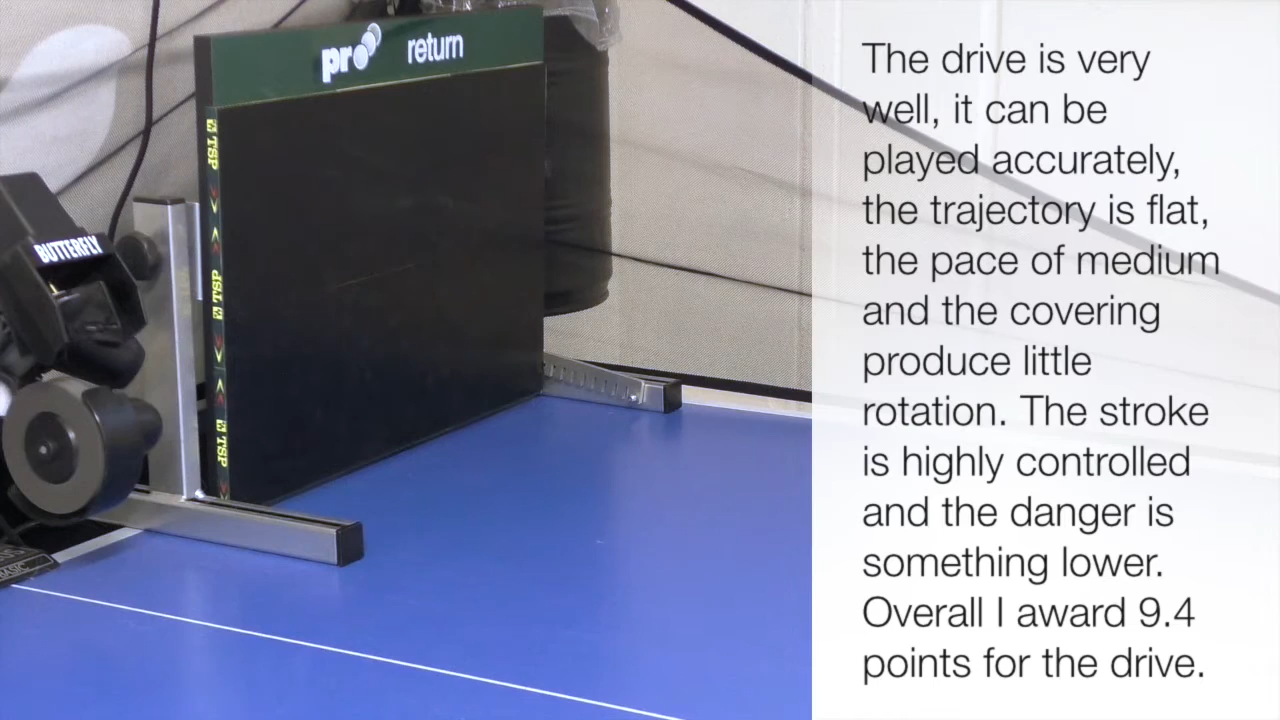 pro return
TSP
TSP
TSP
BUTTERFLY
The drive is very
well, it can be
played accurately,
the trajectory is flat,
the pace of medium
and the covering
produce little
rotation. The stroke
is highly controlled
and the danger is
something lower.
Overall I award 9.4
points for the drive.